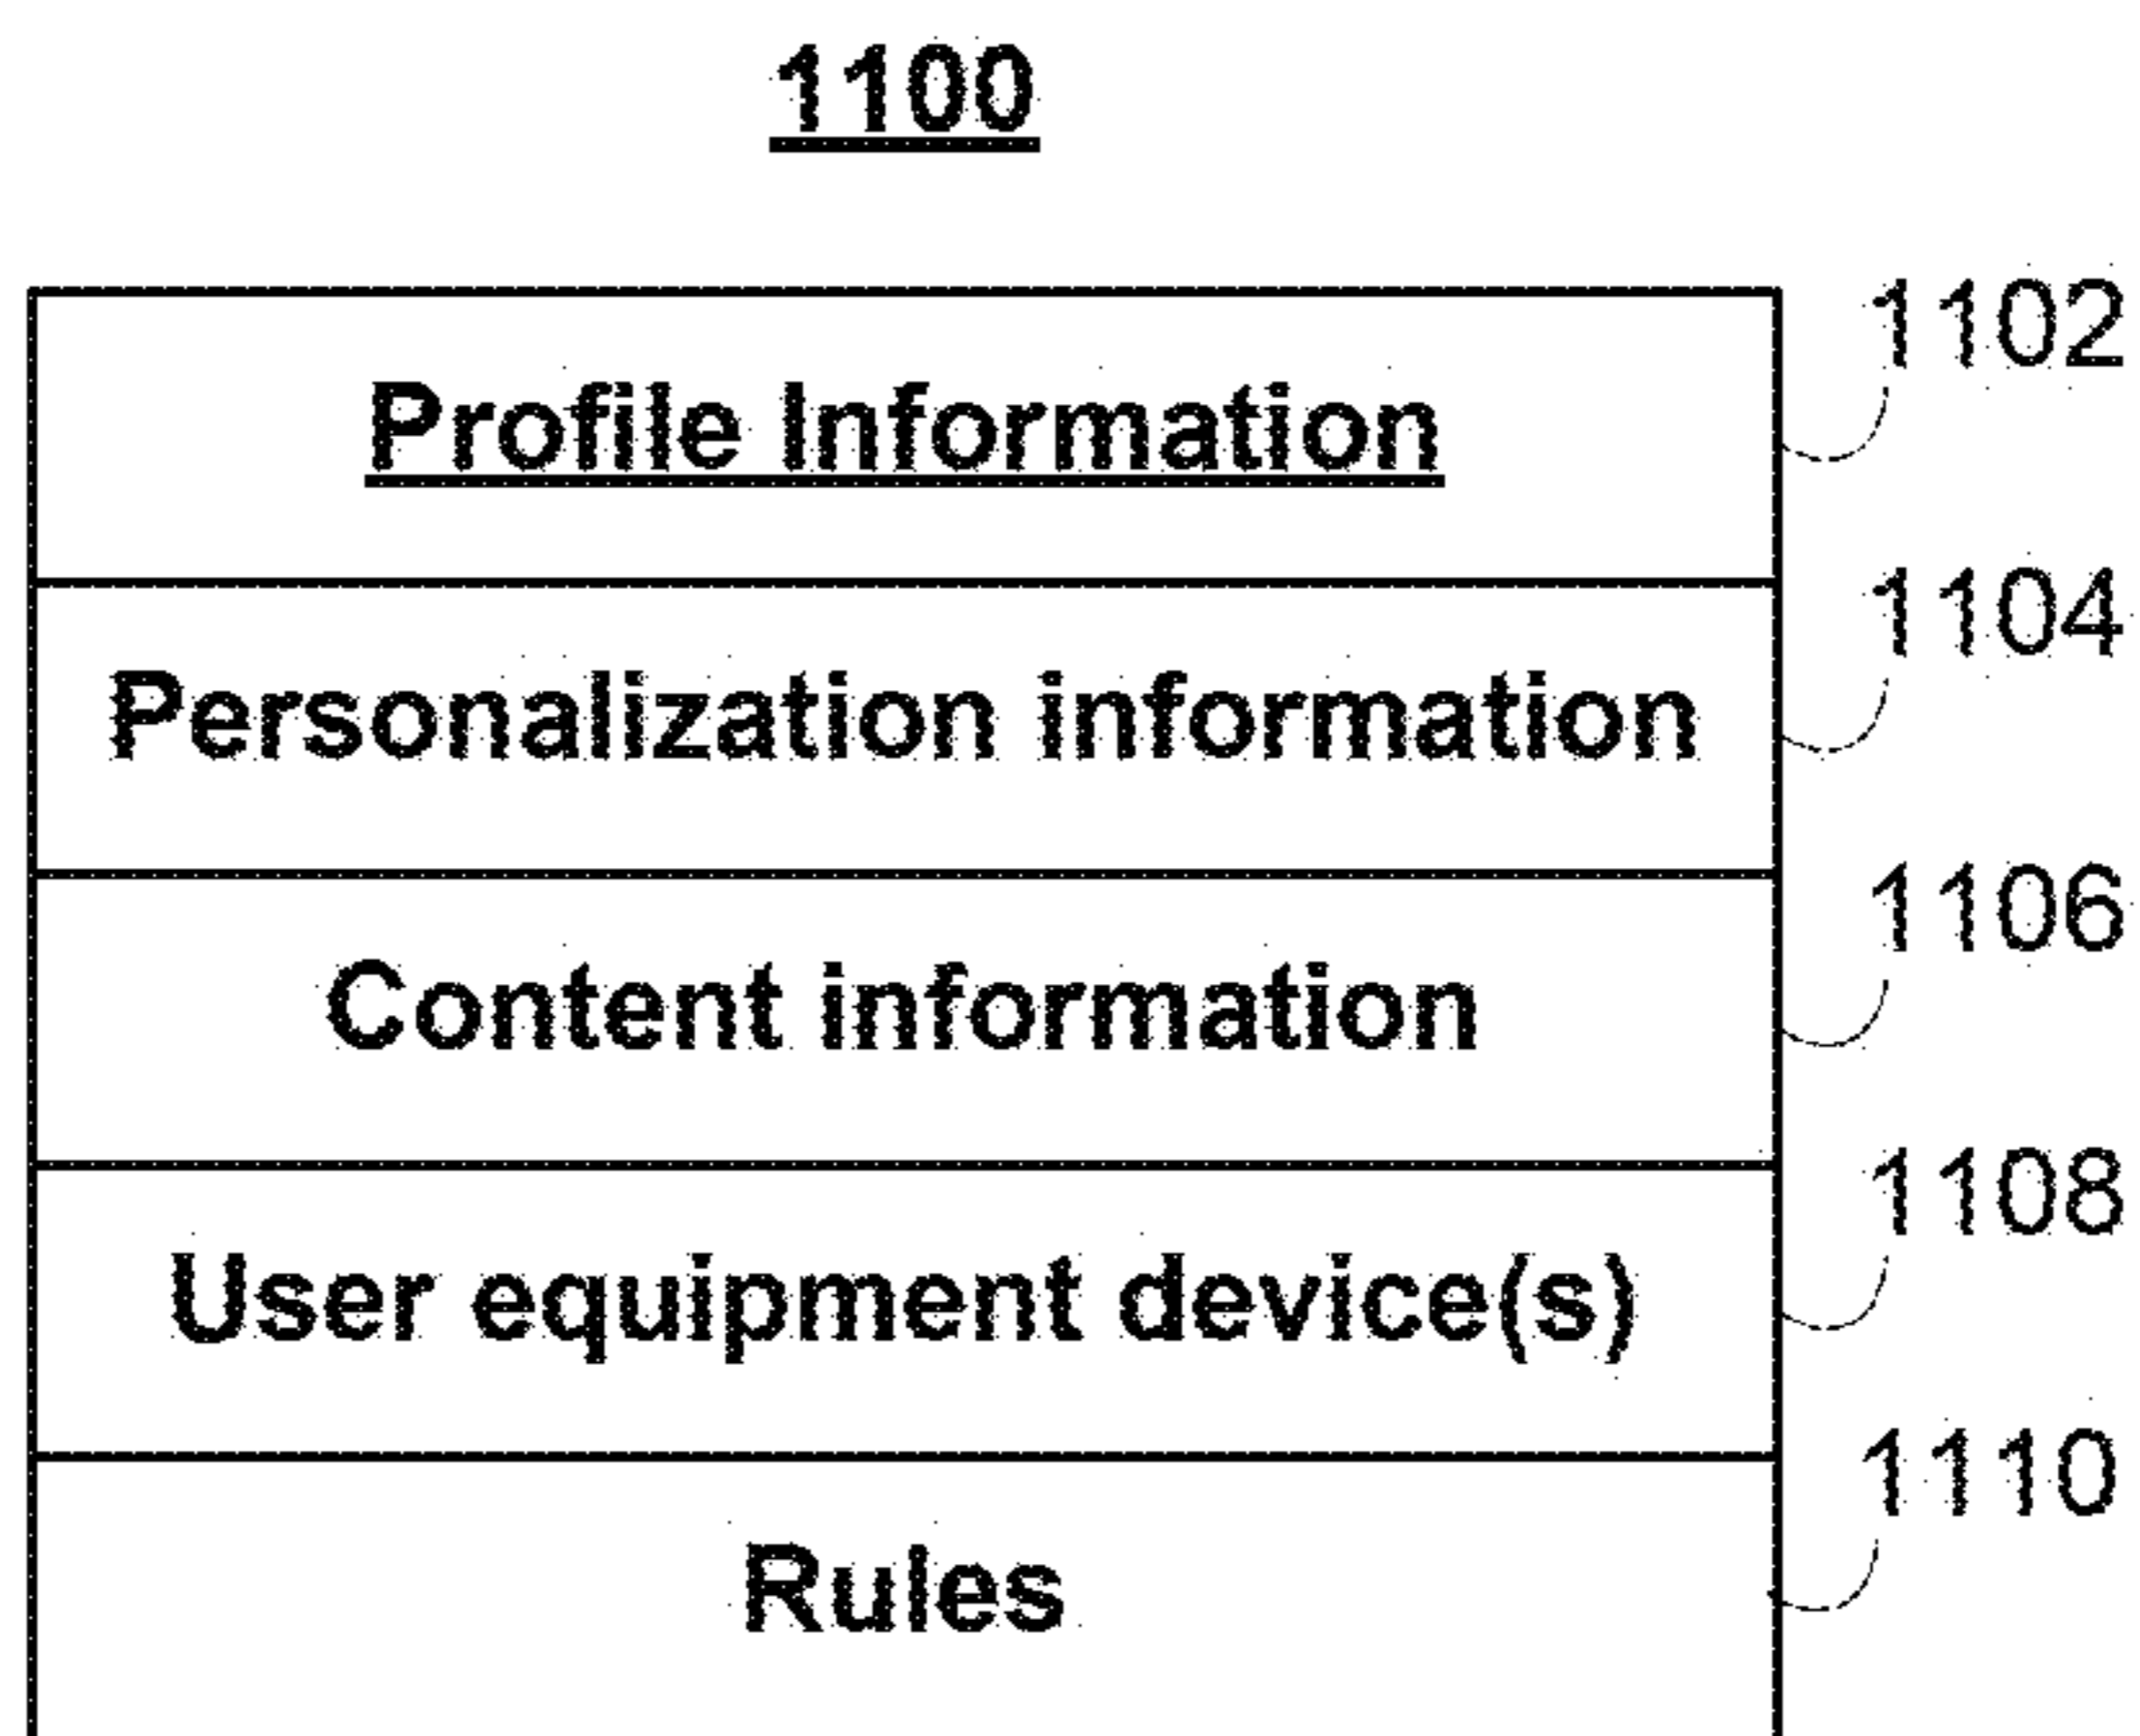 1100
Profile Information 1102
Personalization information 1104
Content information 1106
User equipment device(s) 1108
Rules 1110